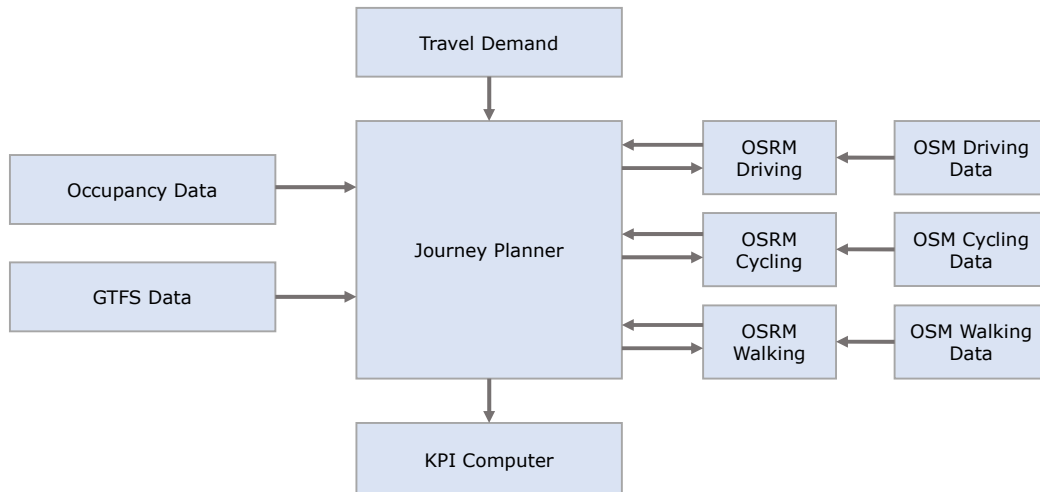 Travel Demand
Occupancy Data
GTFS Data
Journey Planner
OSRM
Driving
OSM Driving
Data
OSRM
Cycling
OSM Cycling
Data
OSRM
Walking
OSM Walking
Data
KPI Computer